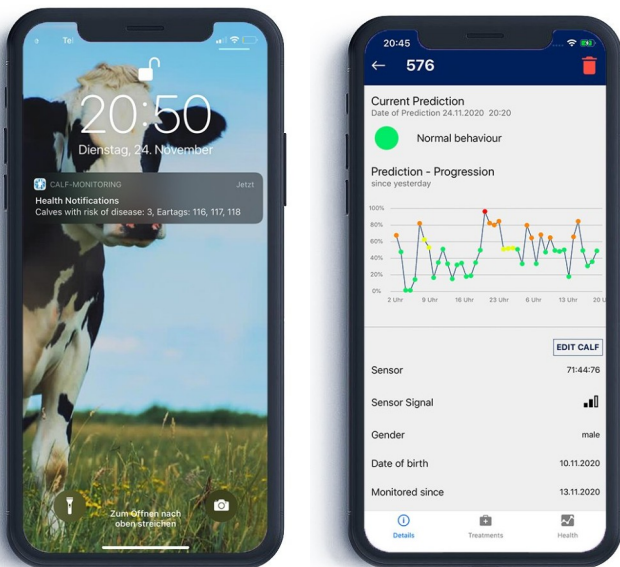 Tel
20:50
Dienstag, 24. November
CALF-MONITORING
Jetzt
Health Notifications
Calves with risk of disease: 3, Eartags: 116, 117, 118
Zum Öffnen nach
oben streichen
20:45
576
Current Prediction
Date of Prediction 24.11.2020 20:20
Normal behaviour
Prediction - Progression
since yesterday
100%
80%
60%
40%
20%
0%
2 Uhr 9 Uhr 16 Uhr 23 Uhr 6 Uhr 13 Uhr 20 U
EDIT CALF
Sensor 71:44:76
Sensor Signal
Gender male
Date of birth 10.11.2020
Monitored since 13.11.2020
Details Treatments Health